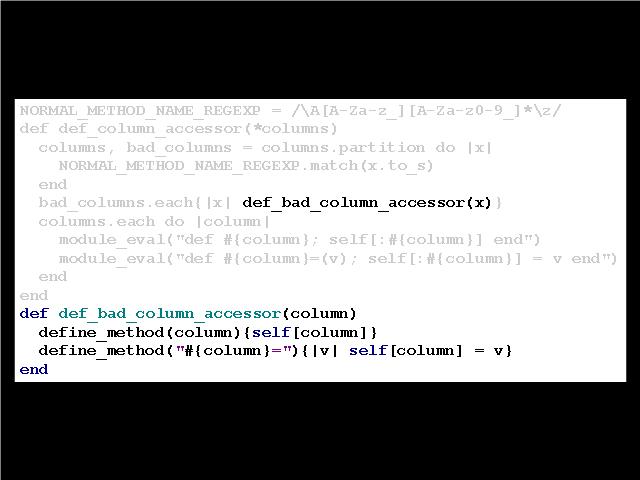 NORMAL_METHOD_NAME_REGEXP = /\A[A-Za-z_][A-Za-z0-9_]*\z/
def def_column_accessor(*columns)
  columns, bad_columns = columns.partition do |x|
    NORMAL_METHOD_NAME_REGEXP.match(x.to_s)
  end
  bad_columns.each{|x| def_bad_column_accessor(x)}
  columns.each do |column|
    module_eval("def #{column}; self[:#{column}] end")
    module_eval("def #{column}=(v); self[:#{column}] = v end")
  end
end
def def_bad_column_accessor(column)
  define_method(column){self[column]}
  define_method("#{column}="){|v| self[column] = v}
end